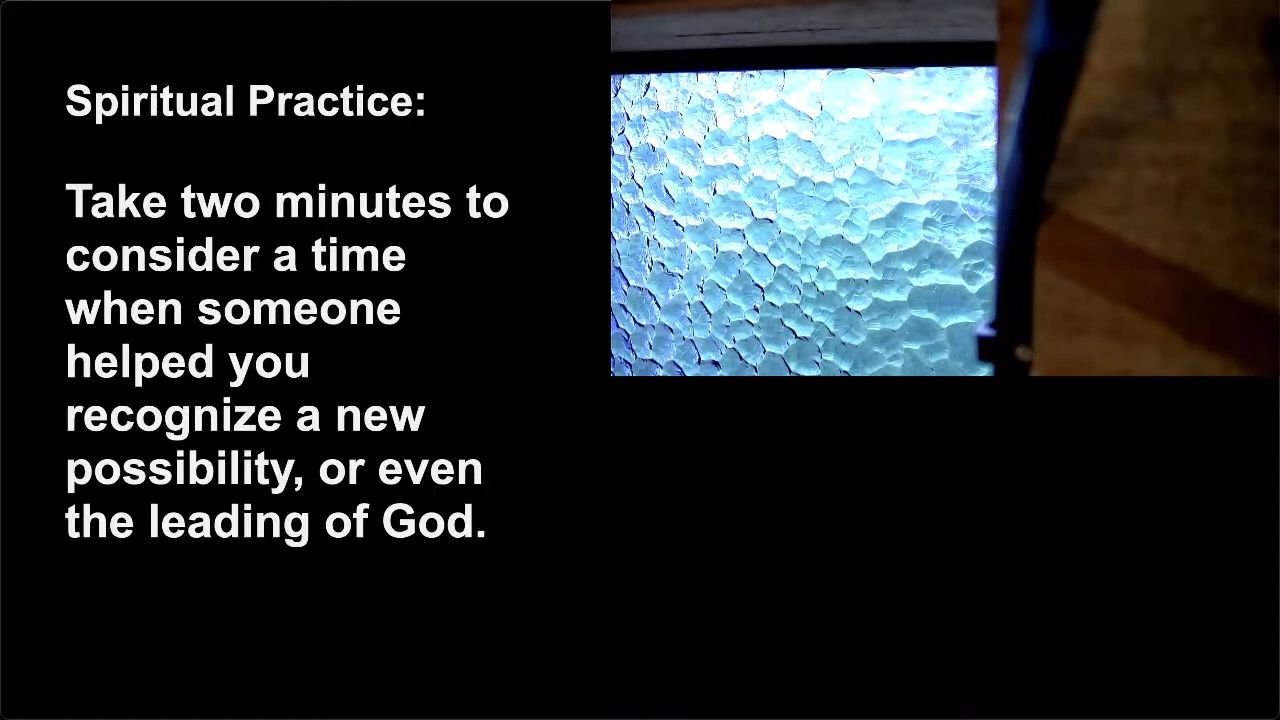 Spiritual Practice:
Take two minutes to
consider a time
when someone
helped you
recognize a new
possibility, or even
the leading of God.